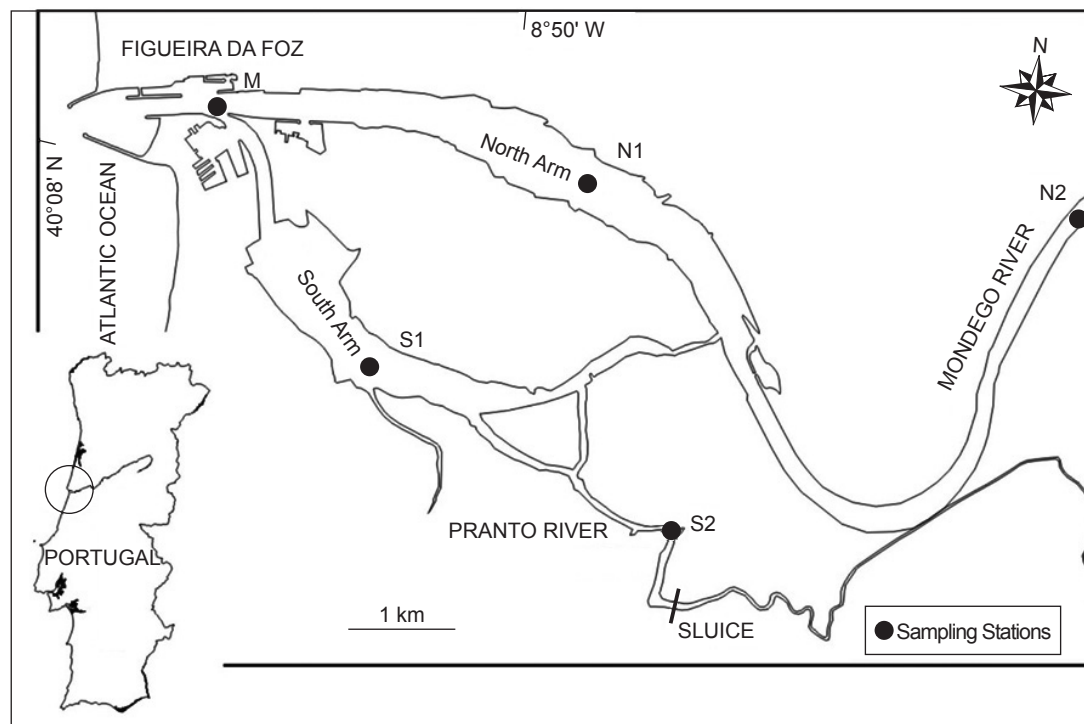 8°50' W
FIGUEIRA DA FOZ
N
M
N1
North Arm
40°08' N
ATLANTIC OCEAN
N2
MONDEGO RIVER
South Arm
S1
PRANTO RIVER
S2
PORTUGAL
1 km
SLUICE
Sampling Stations